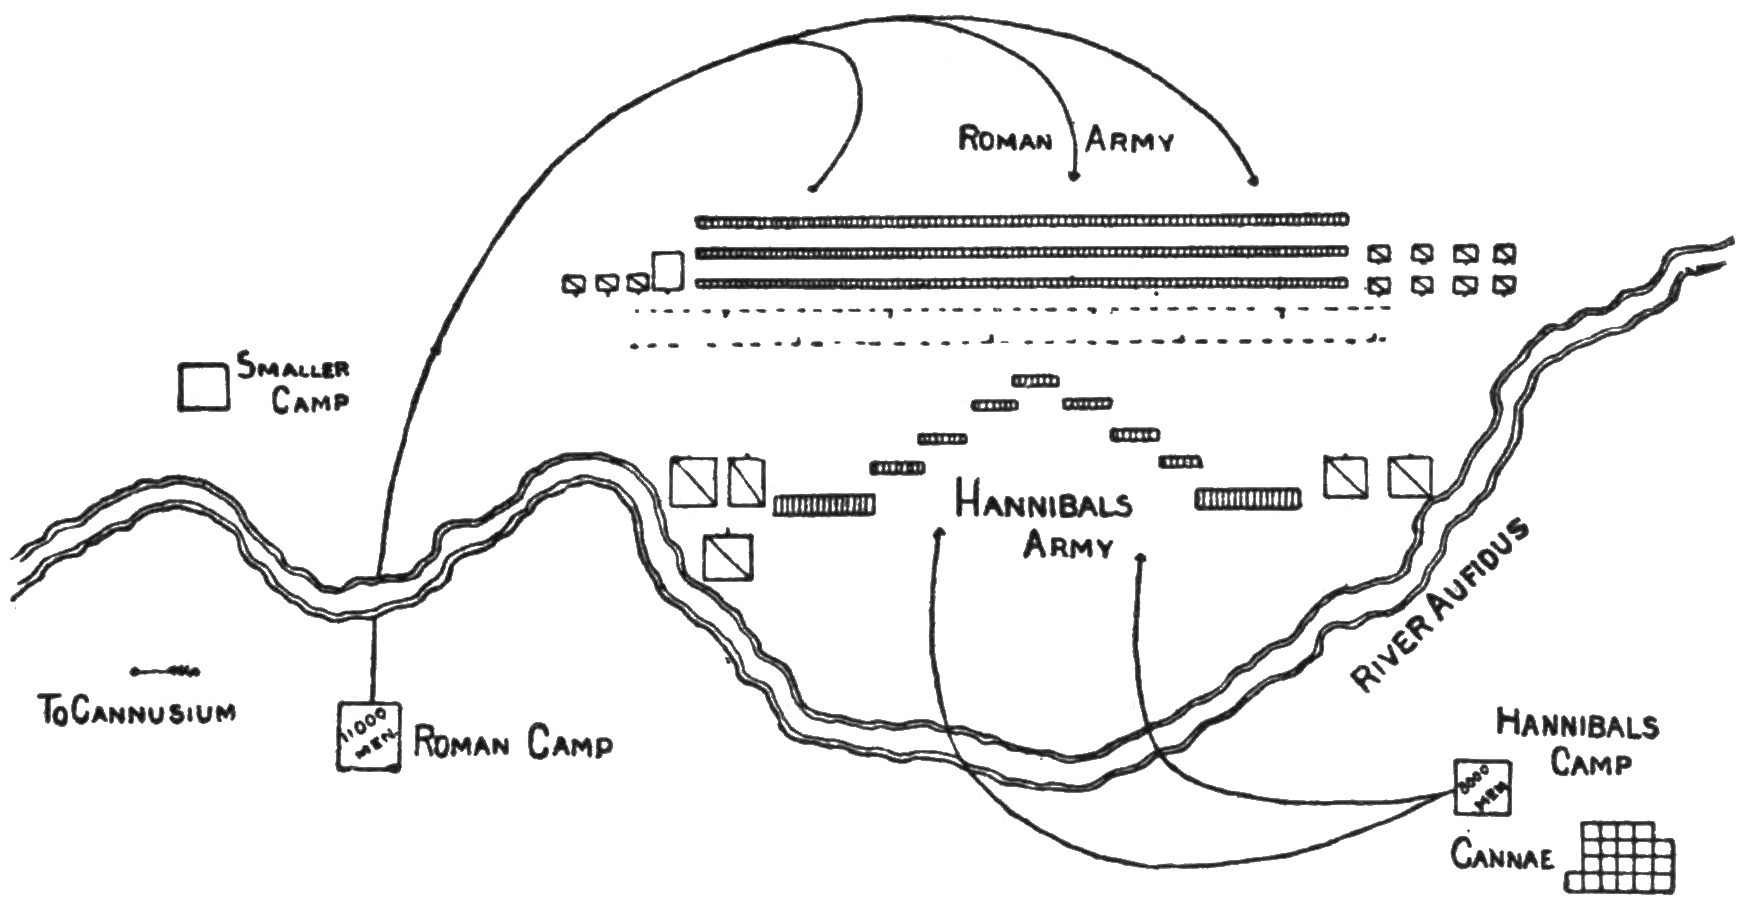 ROMAN ARMY
SMALLER
CAMP
HANNIBALS
ARMY
RIVER AUFIDUS
TO CANNUSIUM
11000
MEN
ROMAN CAMP
HANNIBALS
CAMP
8000
MEN
CANNAE